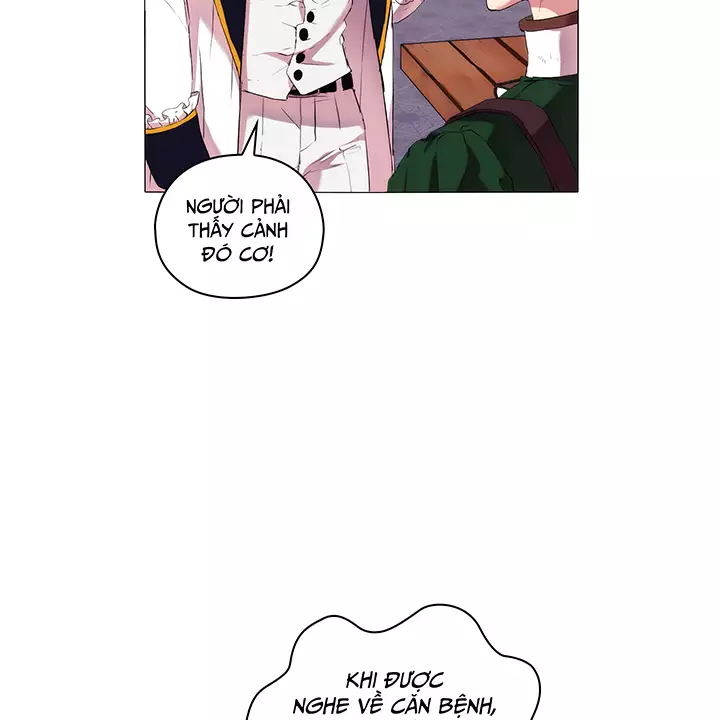 NGƯỜI PHẢI
THẤY CẢNH
ĐÓ CƠ!
KHI ĐƯỢC
NGHE VỀ CĂN BỆNH,